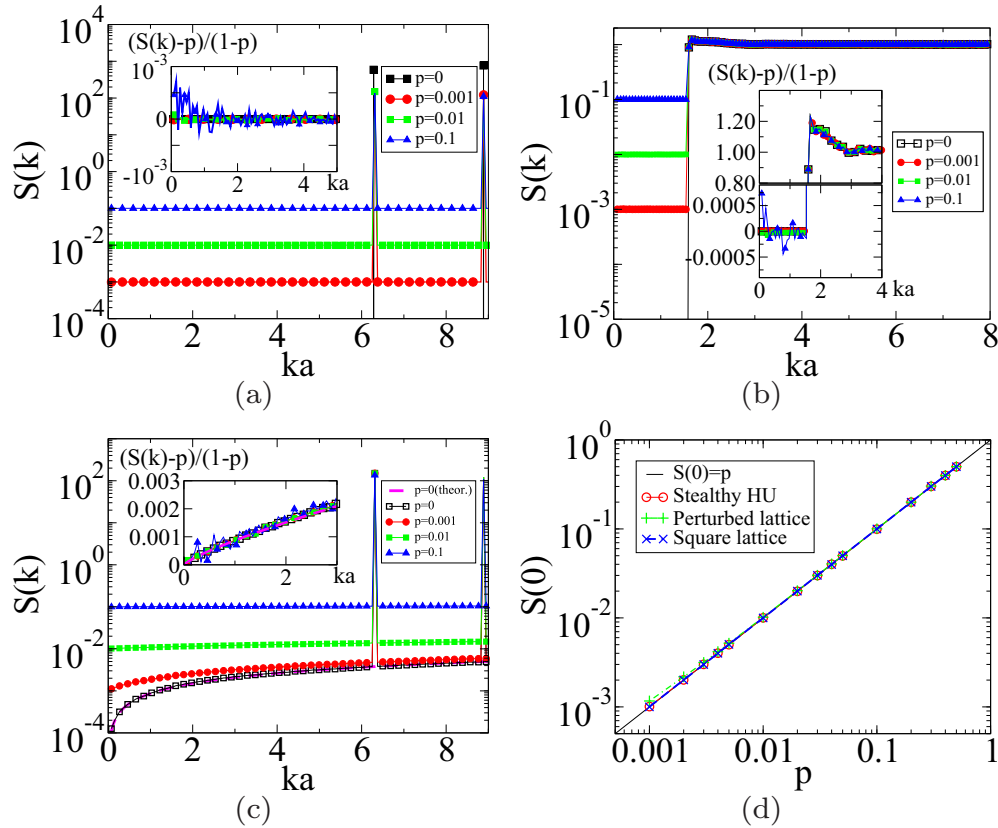 (S(k)-p)/(1-p)
10^4
10^2
10^0
10^-2
10^-4
S(k)
10^-3
0
-10^-3
0 1 2 3 4 5
ka
p=0
p=0.001
p=0.01
p=0.1
0 2 4 6 8
ka
(a)
10^-1
10^-3
10^-5
S(k)
(S(k)-p)/(1-p)
1.20
1.00
0.80
0.0005
0
-0.0005
0 2 4 ka
p=0
p=0.001
p=0.01
p=0.1
0 2 4 6 8
ka
(b)
(S(k)-p)/(1-p)
10^2
10^0
10^-2
10^-4
S(k)
0.003
0.002
0.001
0
0 2
ka
p=0(theor.)
p=0
p=0.001
p=0.01
p=0.1
0 2 4 6 8
ka
(c)
10^0
10^-1
10^-2
10^-3
S(0)
S(0)=p
Stealthy HU
Perturbed lattice
Square lattice
0.001 0.01 0.1 1
p
(d)